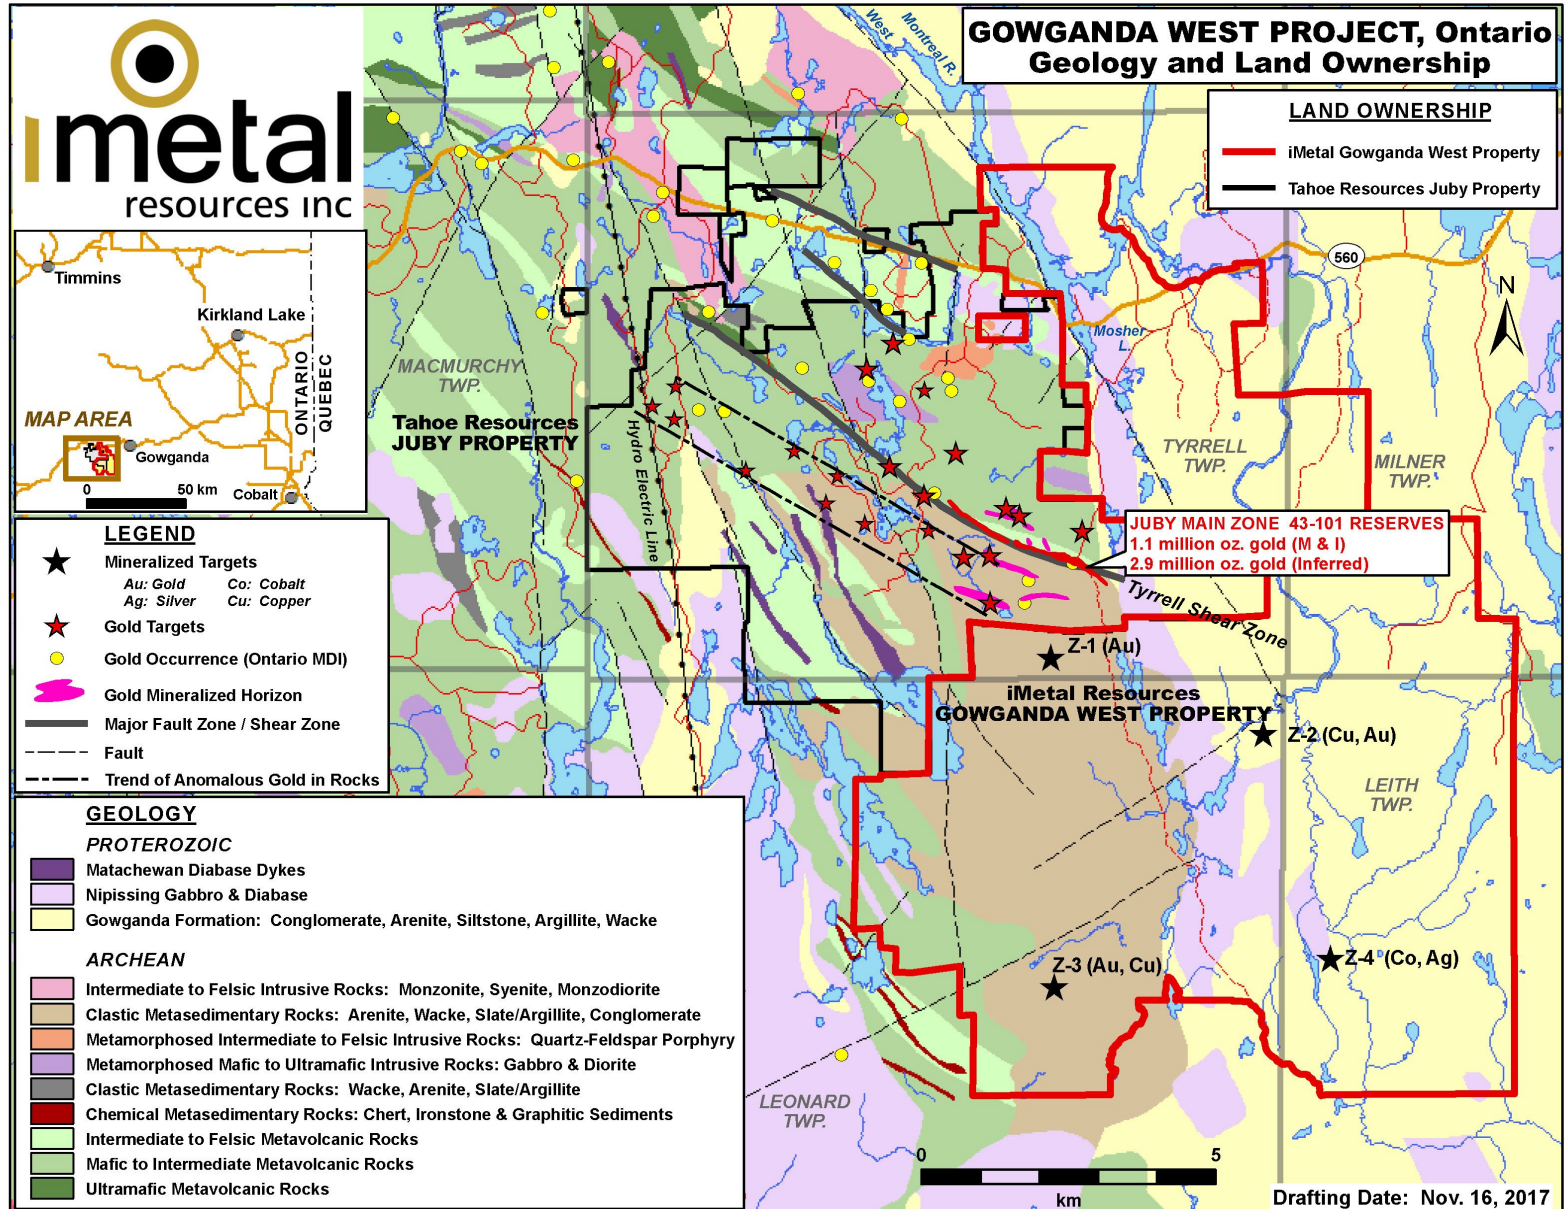 imetal
resources inc
GOWGANDA WEST PROJECT, Ontario
Geology and Land Ownership
LAND OWNERSHIP
iMetal Gowganda West Property
Tahoe Resources Juby Property
West
Montreal R.
560
N
Mosher
L.
Timmins
Kirkland Lake
ONTARIO
QUEBEC
MAP AREA
Gowganda
0
50 km
Cobalt
MACMURCHY
TWP.
Tahoe Resources
JUBY PROPERTY
Hydro Electric Line
TYRRELL
TWP.
MILNER
TWP.
JUBY MAIN ZONE 43-101 RESERVES
1.1 million oz. gold (M & I)
2.9 million oz. gold (Inferred)
Tyrrell Shear Zone
Z-1 (Au)
iMetal Resources
GOWGANDA WEST PROPERTY
Z-2 (Cu, Au)
LEITH
TWP.
Z-3 (Au, Cu)
Z-4 (Co, Ag)
LEONARD
TWP.
LEGEND
Mineralized Targets
Au: Gold Co: Cobalt
Ag: Silver Cu: Copper
Gold Targets
Gold Occurrence (Ontario MDI)
Gold Mineralized Horizon
Major Fault Zone / Shear Zone
Fault
Trend of Anomalous Gold in Rocks
GEOLOGY
PROTEROZOIC
Matachewan Diabase Dykes
Nipissing Gabbro & Diabase
Gowganda Formation: Conglomerate, Arenite, Siltstone, Argillite, Wacke
ARCHEAN
Intermediate to Felsic Intrusive Rocks: Monzonite, Syenite, Monzodiorite
Clastic Metasedimentary Rocks: Arenite, Wacke, Slate/Argillite, Conglomerate
Metamorphosed Intermediate to Felsic Intrusive Rocks: Quartz-Feldspar Porphyry
Metamorphosed Mafic to Ultramafic Intrusive Rocks: Gabbro & Diorite
Clastic Metasedimentary Rocks: Wacke, Arenite, Slate/Argillite
Chemical Metasedimentary Rocks: Chert, Ironstone & Graphitic Sediments
Intermediate to Felsic Metavolcanic Rocks
Mafic to Intermediate Metavolcanic Rocks
Ultramafic Metavolcanic Rocks
0
5
km
Drafting Date: Nov. 16, 2017